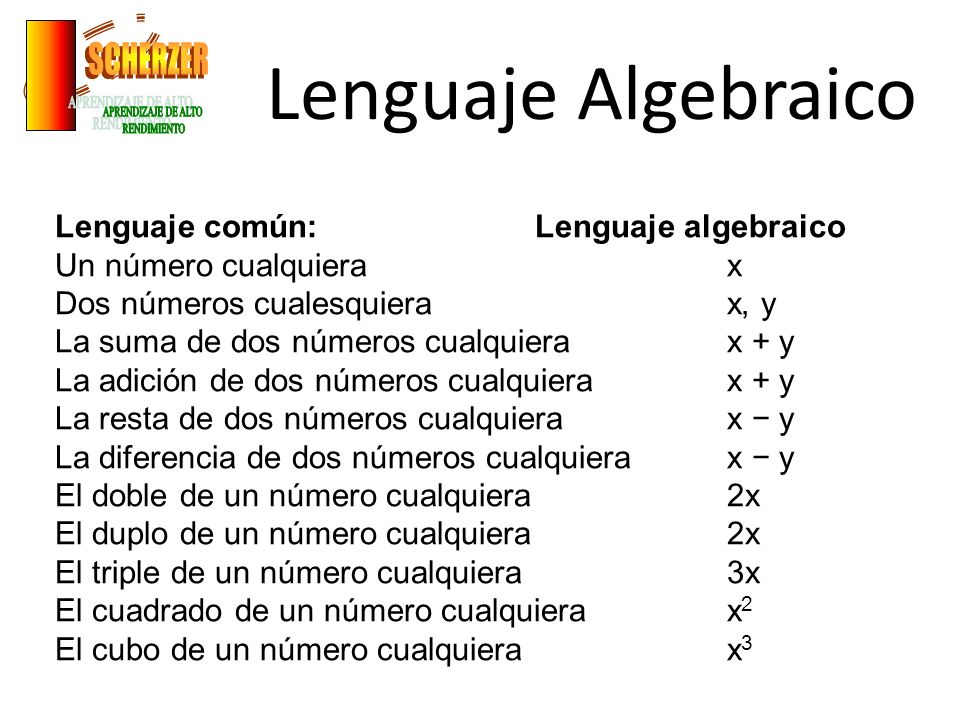 SCHERZER
APRENDIZAJE DE ALTO
RENDIMIENTO
Lenguaje Algebraico
Lenguaje común: Lenguaje algebraico
Un número cualquiera x
Dos números cualesquiera x, y
La suma de dos números cualquiera x + y
La adición de dos números cualquiera x + y
La resta de dos números cualquiera x − y
La diferencia de dos números cualquiera x − y
El doble de un número cualquiera 2x
El duplo de un número cualquiera 2x
El triple de un número cualquiera 3x
El cuadrado de un número cualquiera x²
El cubo de un número cualquiera x³